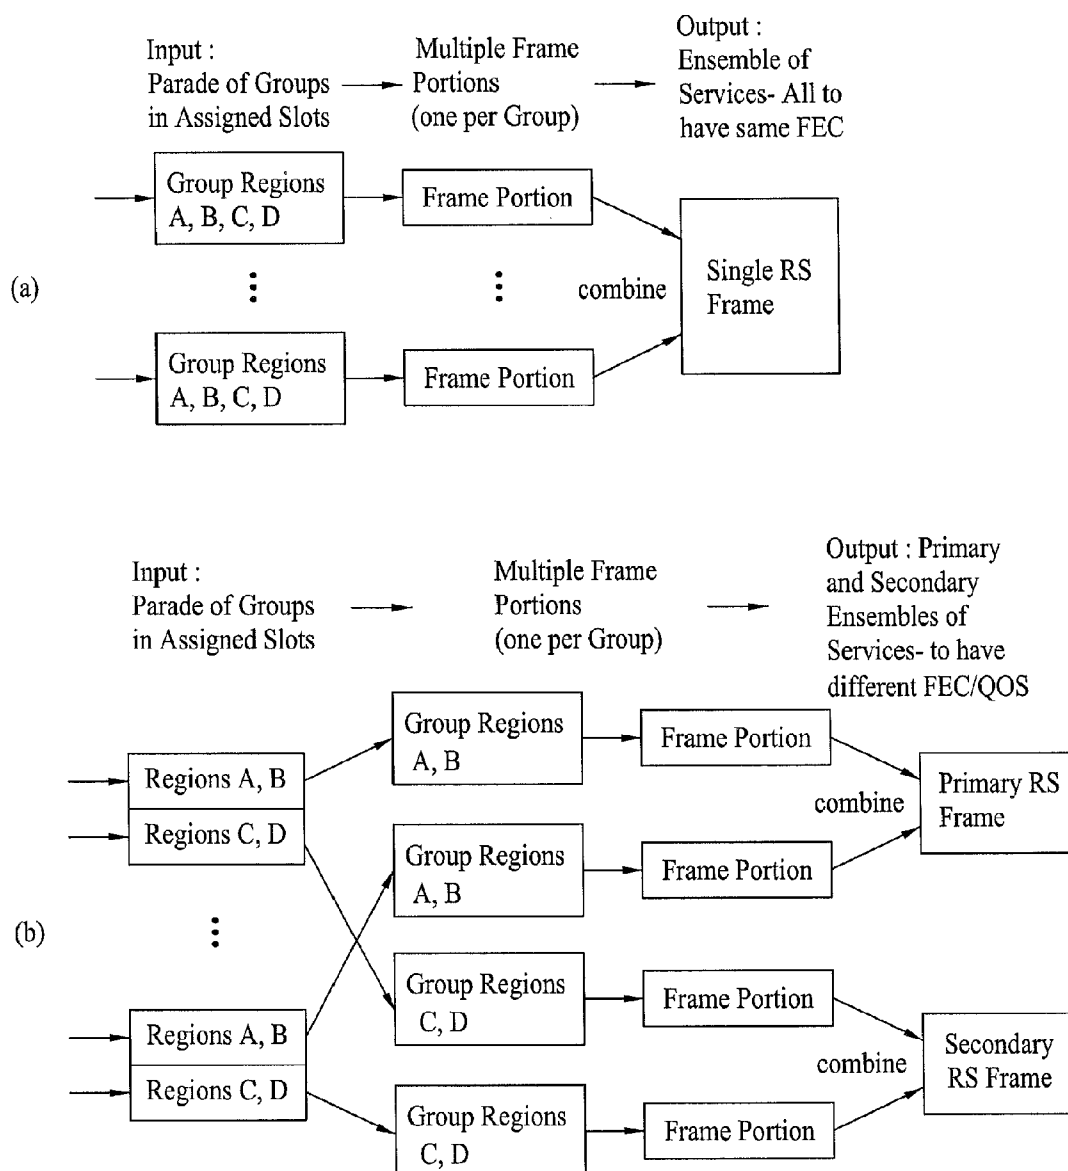 Input :
Parade of Groups
in Assigned Slots
Multiple Frame
Portions
(one per Group)
Output :
Ensemble of
Services- All to
have same FEC
(a)
Group Regions
A, B, C, D
Frame Portion
combine
Single RS
Frame
Group Regions
A, B, C, D
Frame Portion
Input :
Parade of Groups
in Assigned Slots
Multiple Frame
Portions
(one per Group)
Output : Primary
and Secondary
Ensembles of
Services- to have
different FEC/QOS
(b)
Regions A, B
Regions C, D
Regions A, B
Regions C, D
Group Regions
A, B
Frame Portion
Group Regions
A, B
Frame Portion
combine
Primary RS
Frame
Group Regions
C, D
Frame Portion
Group Regions
C, D
Frame Portion
combine
Secondary
RS Frame